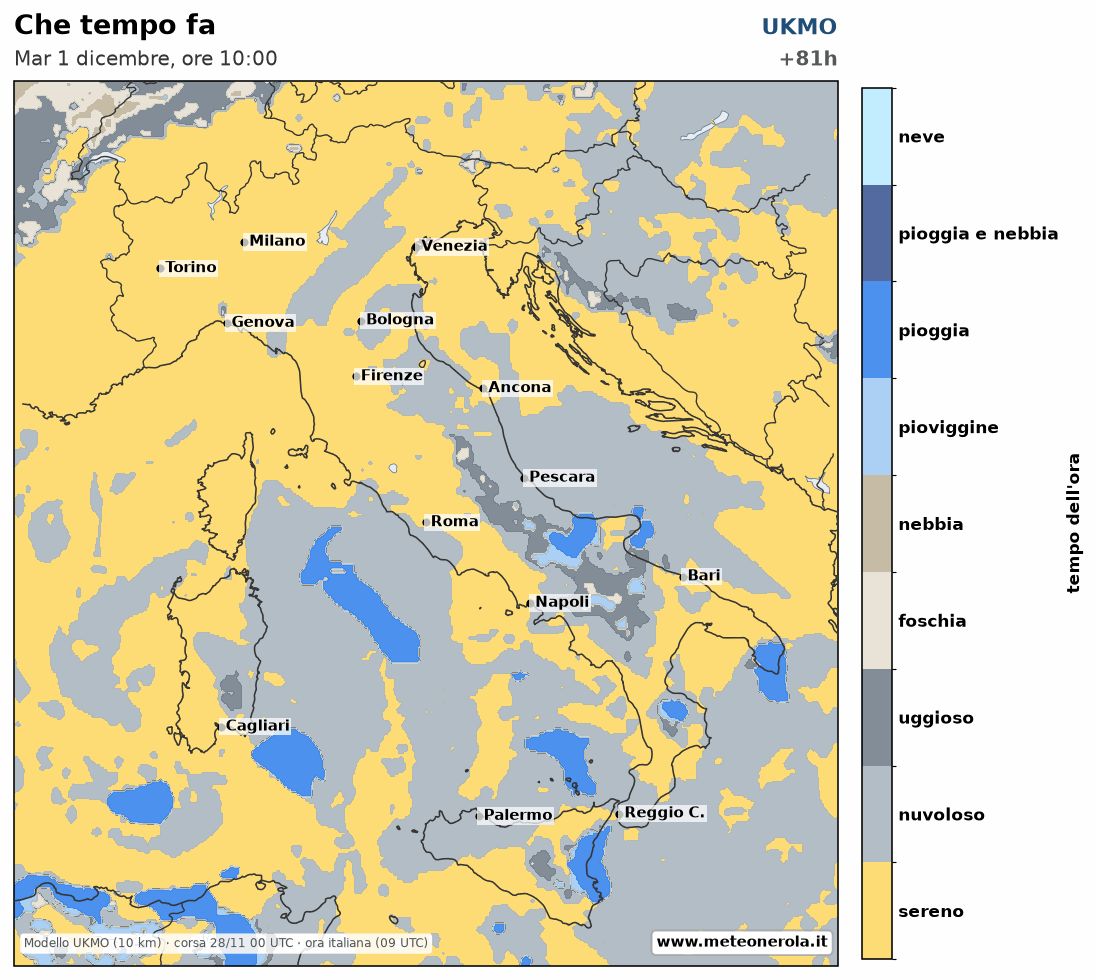 Che tempo fa
UKMO
Mar 1 dicembre, ore 10:00
+81h
Milano
Venezia
Torino
Genova
Bologna
Firenze
Ancona
Pescara
Roma
Bari
Napoli
Cagliari
Palermo
Reggio C.
neve
pioggia e nebbia
pioggia
pioviggine
nebbia
foschia
uggioso
nuvoloso
sereno
tempo dell'ora
Modello UKMO (10 km) · corsa 28/11 00 UTC · ora italiana (09 UTC)
www.meteonerola.it